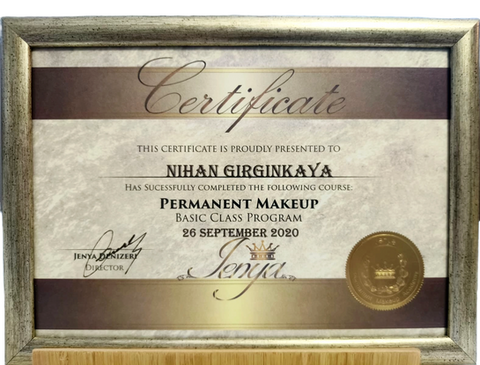 Certificate
THIS CERTIFICATE IS PROUDLY PRESENTED TO
NIHAN GIRGINKAYA
HAS SUCESSFULLY COMPLETED THE FOLLOWING COURSE:
PERMANENT MAKEUP
BASIC CLASS PROGRAM
26 SEPTEMBER 2020
JENYA DENIZERI
DIRECTOR
Jenya